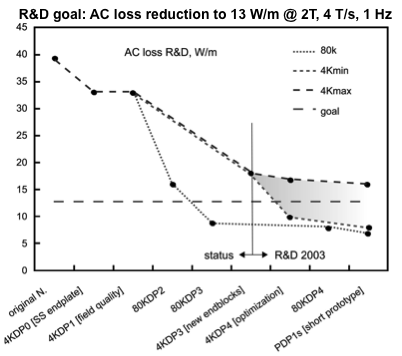 R&D goal: AC loss reduction to 13 W/m @ 2T, 4 T/s, 1 Hz
AC loss R&D, W/m
80k
4Kmin
4Kmax
goal
45
40
35
30
25
20
15
10
5
0
status
R&D 2003
original N.
4KDP0 [SS endplate]
4KDP1 [field quality]
80KDP2
80KDP3
4KDP3 [new endblocks]
4KDP4 [optimization]
80KDP4
PDP1s [short prototype]